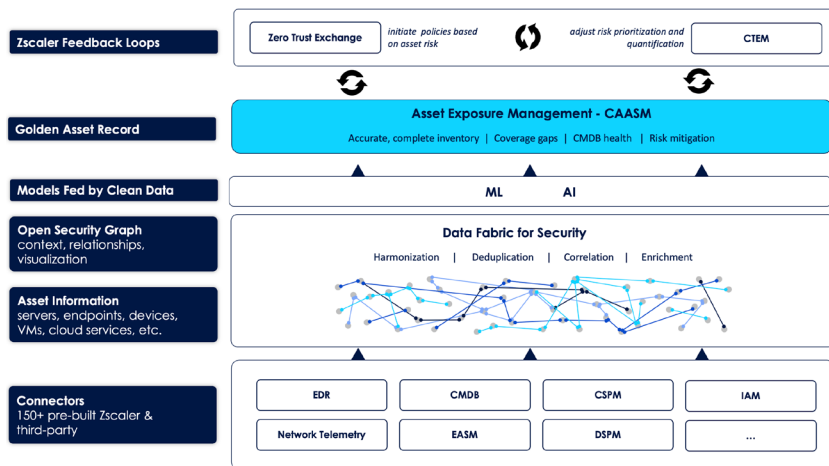 Zscaler Feedback Loops
Zero Trust Exchange
initiate policies based on
asset risk
adjust risk prioritization and
quantification
CTEM
Golden Asset Record
Asset Exposure Management - CAASM
Accurate, complete inventory | Coverage gaps | CMDB health | Risk mitigation
Models Fed by Clean Data
ML AI
Open Security Graph
context, relationships,
visualization
Data Fabric for Security
Harmonization | Deduplication | Correlation | Enrichment
Asset Information
servers, endpoints, devices,
VMs, cloud services, etc.
Connectors
150+ pre-built Zscaler &
third-party
EDR CMDB CSPM IAM
Network Telemetry EASM DSPM ...